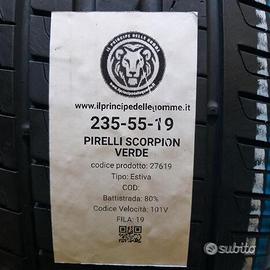 IL PRINCIPE DELLE GOMME
www.ilprincipedellegomme.it
235-55-19
PIRELLI SCORPION
VERDE
codice prodotto: 27619
Tipo: Estiva
COD:
Battistrada: 80%
Codice Velocità: 101V
FILA: 19
subito